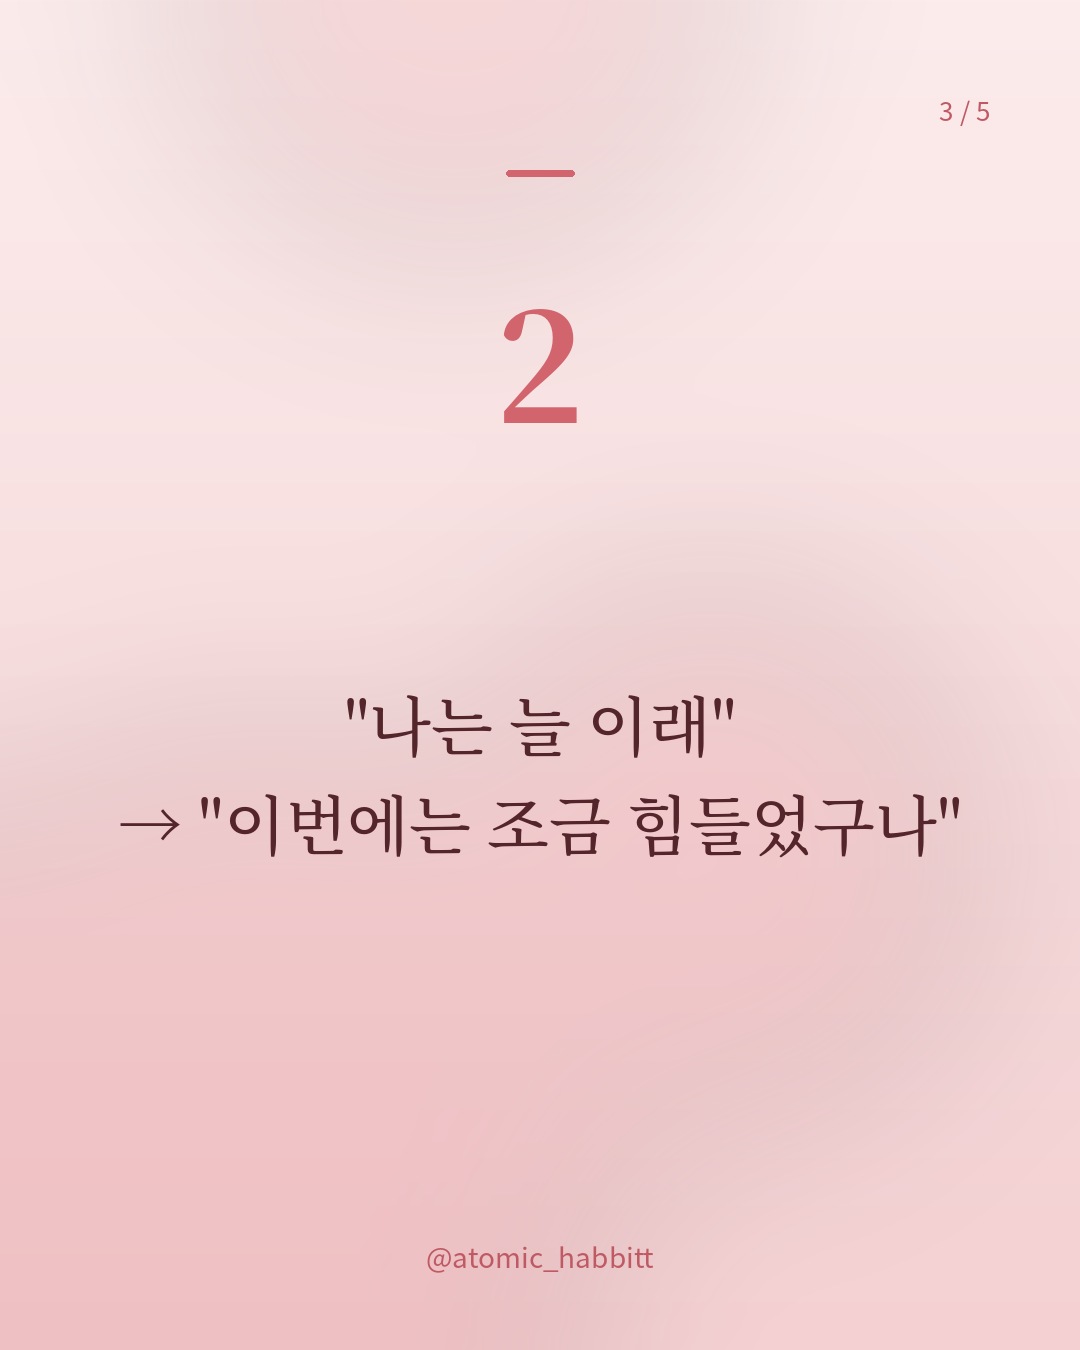 3 / 5
2
"나는 늘 이래"
→ "이번에는 조금 힘들었구나"
@atomic_habbitt